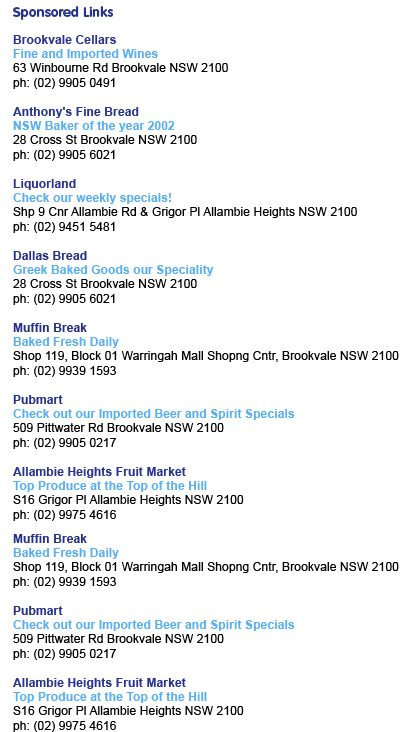 Sponsored Links
Brookvale Cellars
Fine and Imported Wines
63 Winbourne Rd Brookvale NSW 2100
ph: (02) 9905 0491
Anthony's Fine Bread
NSW Baker of the year 2002
28 Cross St Brookvale NSW 2100
ph: (02) 9905 6021
Liquorland
Check our weekly specials!
Shp 9 Cnr Allambie Rd & Grigor Pl Allambie Heights NSW 2100
ph: (02) 9451 5481
Dallas Bread
Greek Baked Goods our Speciality
28 Cross St Brookvale NSW 2100
ph: (02) 9905 6021
Muffin Break
Baked Fresh Daily
Shop 119, Block 01 Warringah Mall Shopng Cntr, Brookvale NSW 2100
ph: (02) 9939 1593
Pubmart
Check out our Imported Beer and Spirit Specials
509 Pittwater Rd Brookvale NSW 2100
ph: (02) 9905 0217
Allambie Heights Fruit Market
Top Produce at the Top of the Hill
S16 Grigor Pl Allambie Heights NSW 2100
ph: (02) 9975 4616
Muffin Break
Baked Fresh Daily
Shop 119, Block 01 Warringah Mall Shopng Cntr, Brookvale NSW 2100
ph: (02) 9939 1593
Pubmart
Check out our Imported Beer and Spirit Specials
509 Pittwater Rd Brookvale NSW 2100
ph: (02) 9905 0217
Allambie Heights Fruit Market
Top Produce at the Top of the Hill
S16 Grigor Pl Allambie Heights NSW 2100
ph: (02) 9975 4616